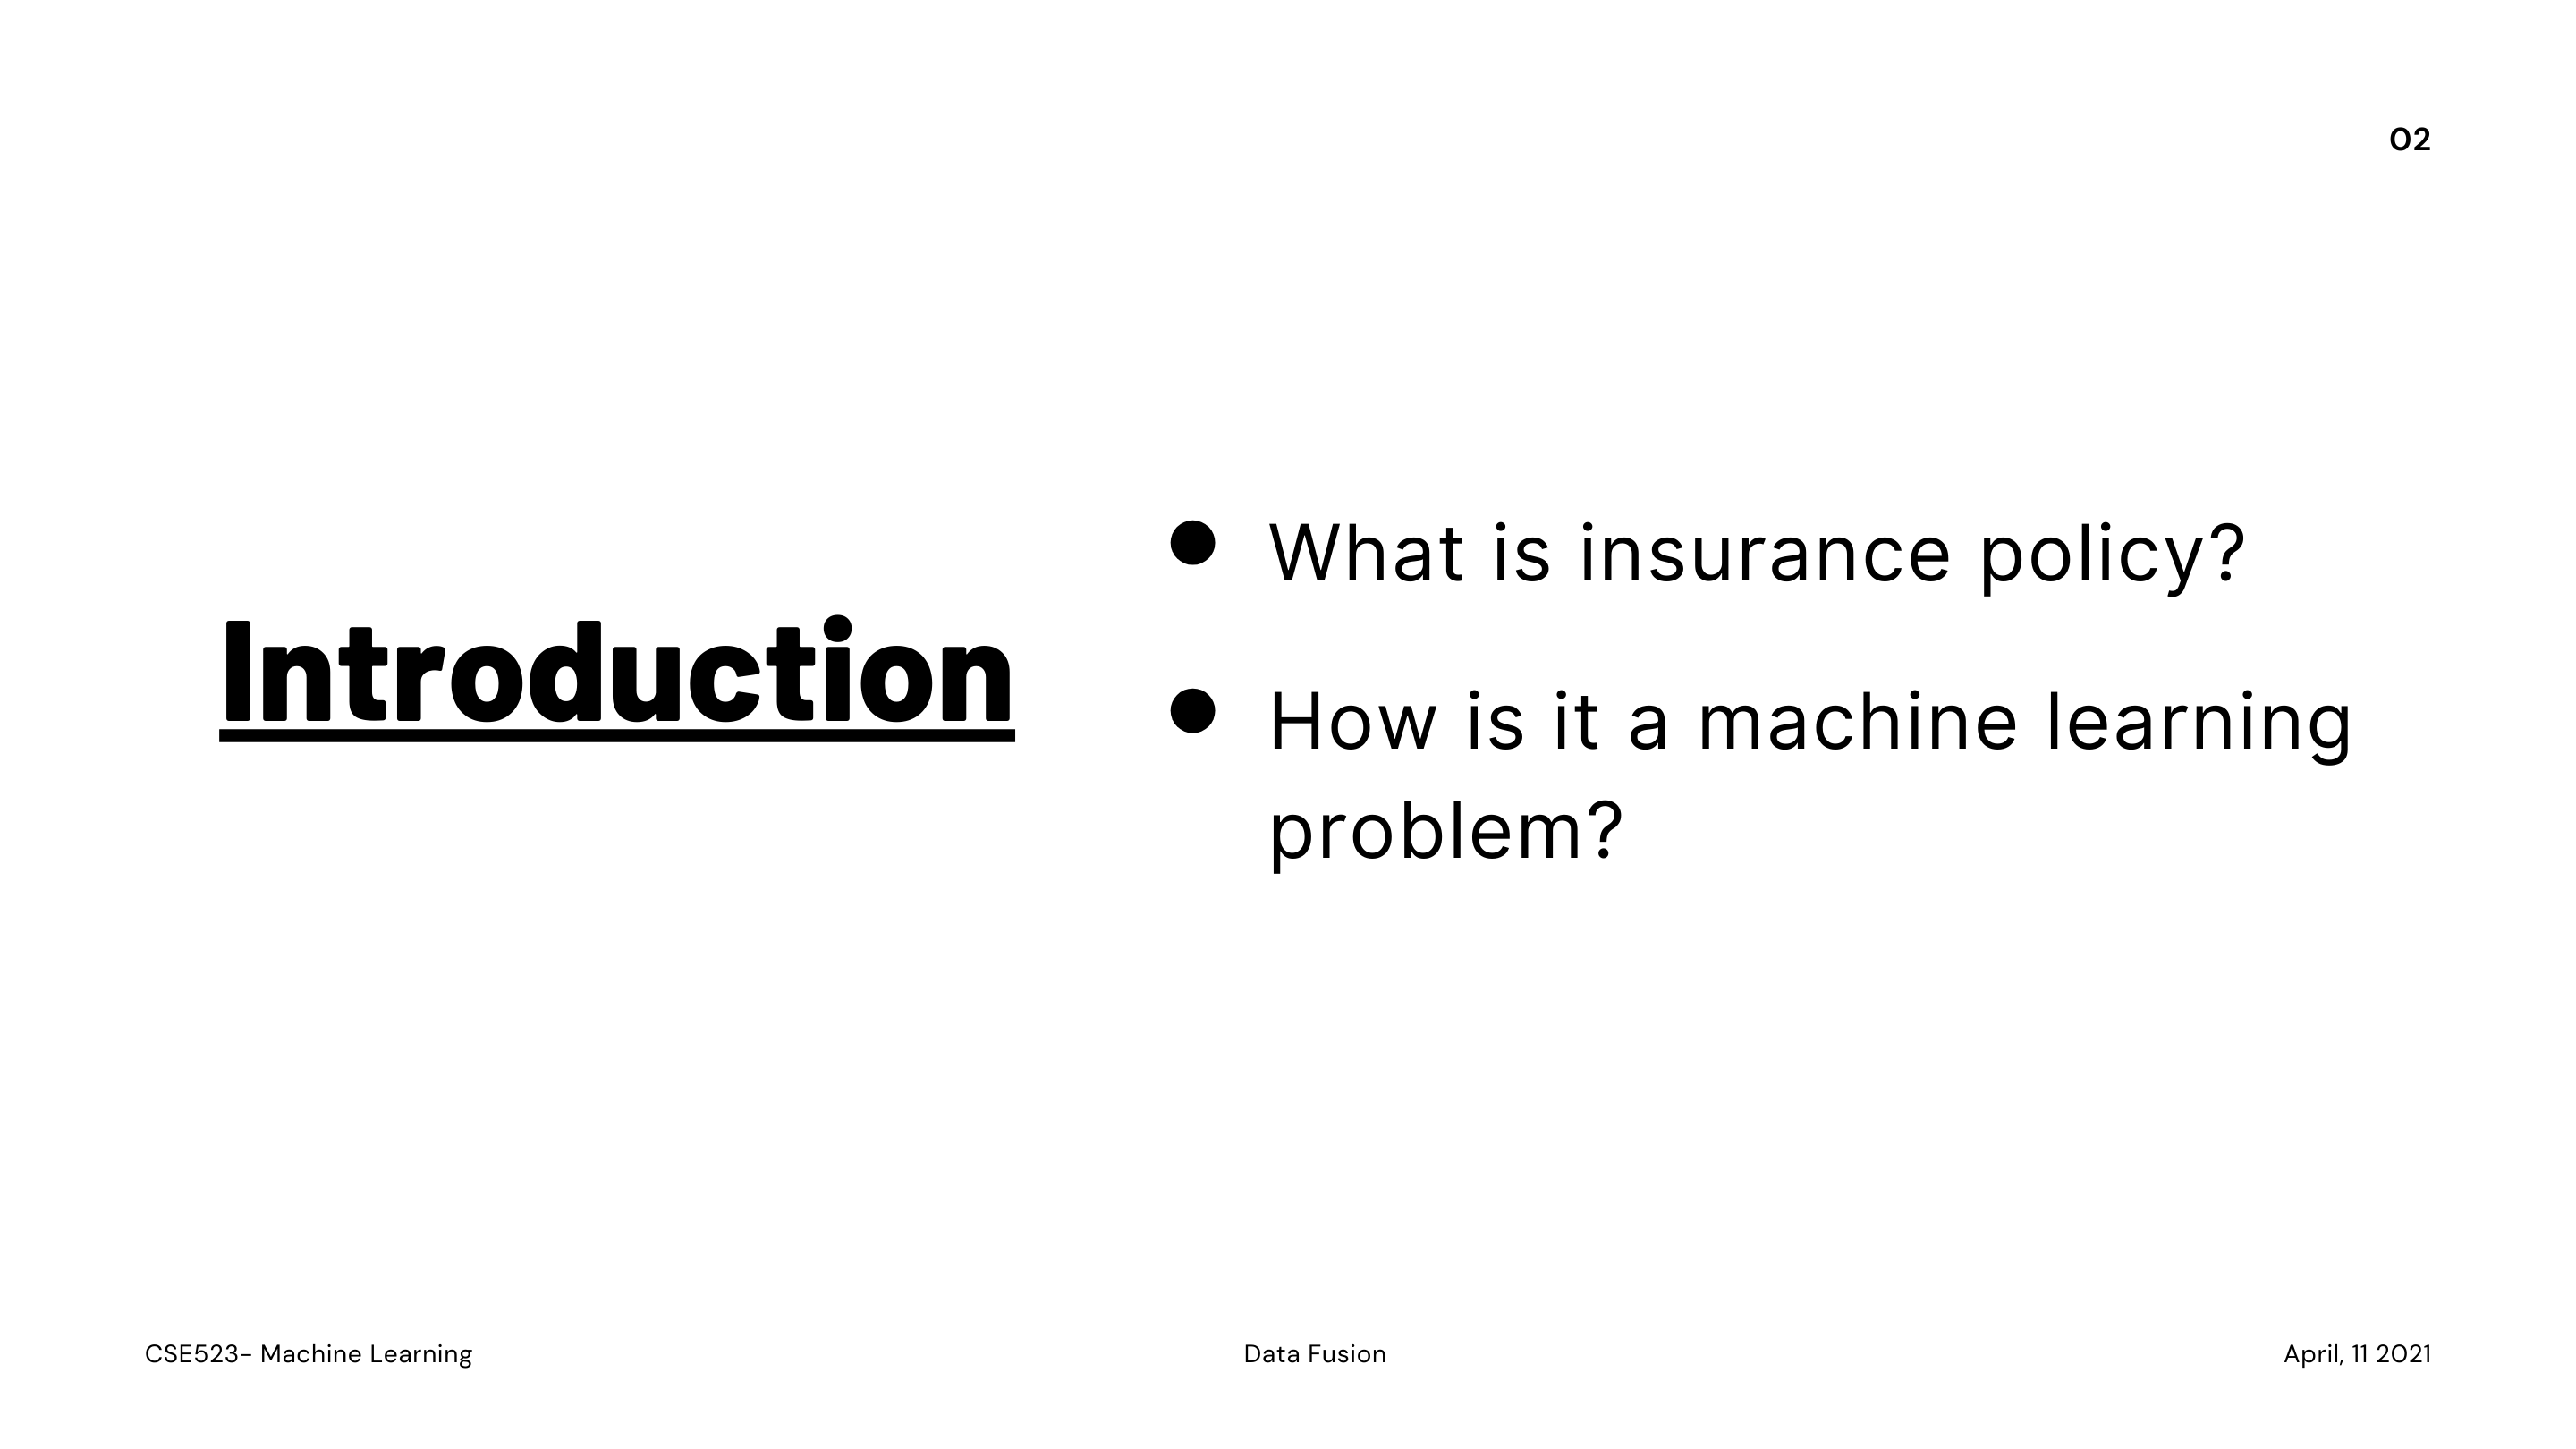 02
Introduction
● What is insurance policy?
● How is it a machine learning
problem?
CSE523- Machine Learning
Data Fusion
April, 11 2021